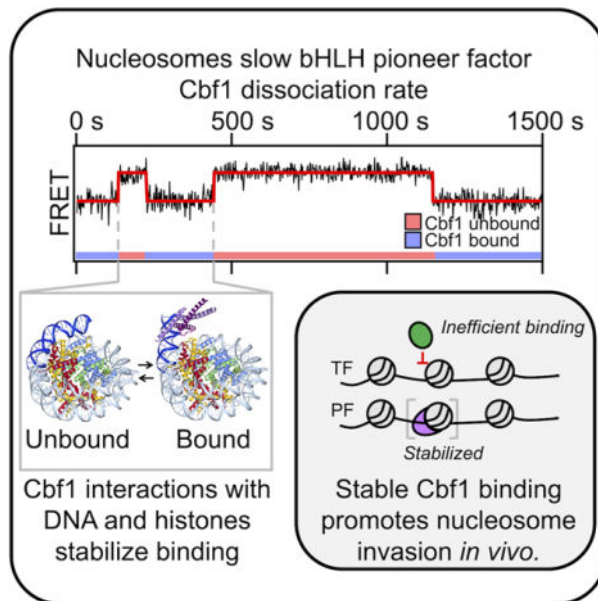 Nucleosomes slow bHLH pioneer factor
Cbf1 dissociation rate
0 s 500 s 1000 s 1500 s
FRET
Cbf1 unbound
Cbf1 bound
Unbound Bound
Cbf1 interactions with
DNA and histones
stabilize binding
Inefficient binding
TF
PF
Stabilized
Stable Cbf1 binding
promotes nucleosome
invasion in vivo.